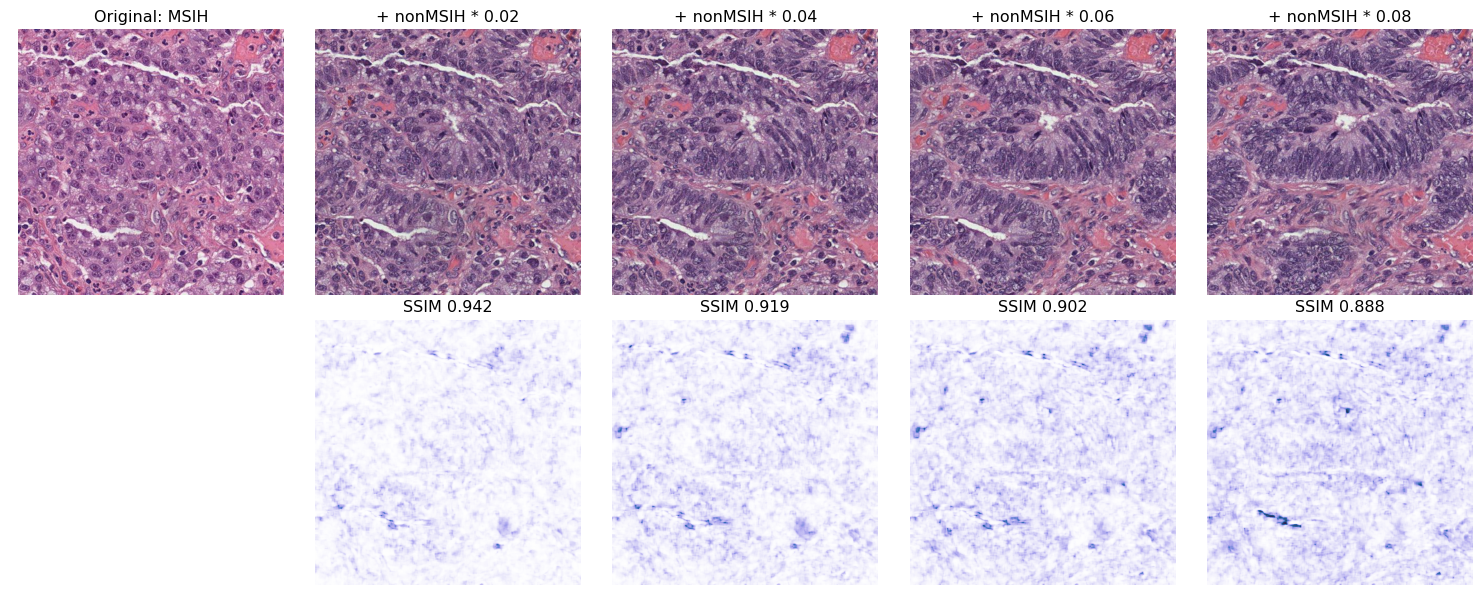 Original: MSIH
+ nonMSIH * 0.02
+ nonMSIH * 0.04
+ nonMSIH * 0.06
+ nonMSIH * 0.08
SSIM 0.942
SSIM 0.919
SSIM 0.902
SSIM 0.888